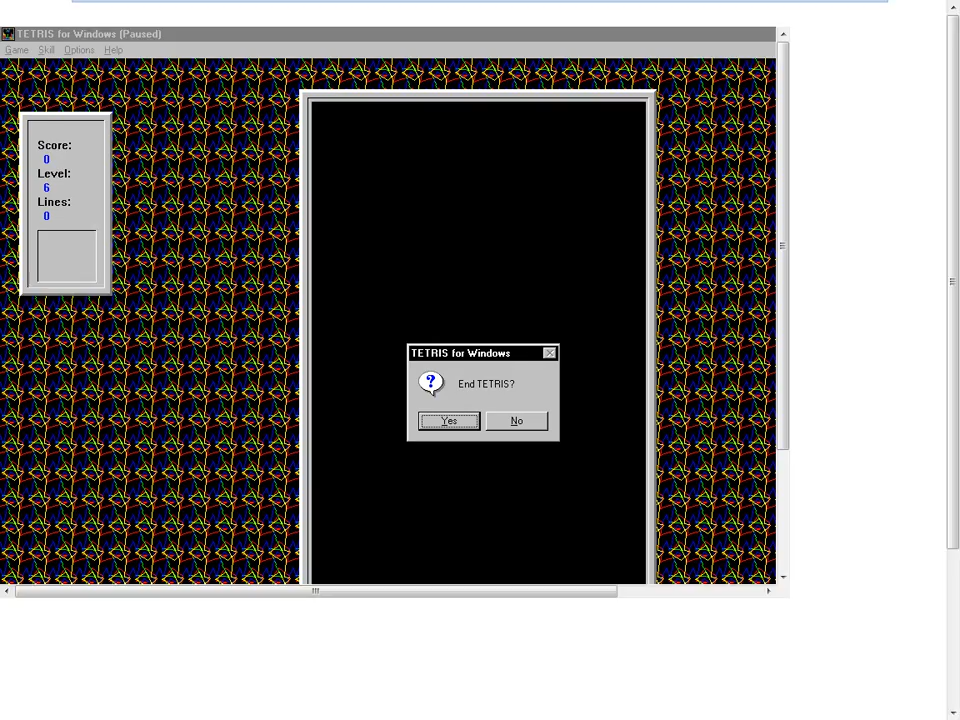 TETRIS for Windows (Paused)
Game Skill Options Help
Score:
0
Level:
6
Lines:
0
TETRIS for Windows
?
End TETRIS?
Yes No